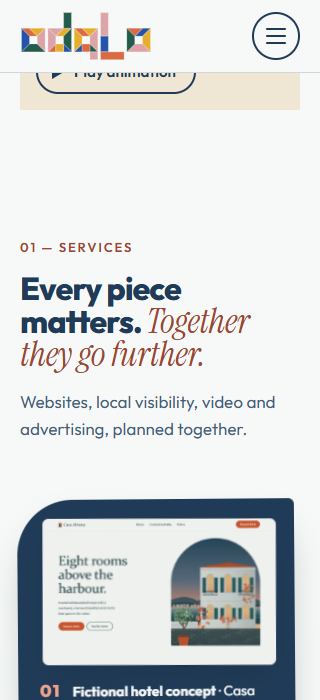 adaLo
Play animation
01 — SERVICES
Every piece
matters. Together
they go further.
Websites, local visibility, video and
advertising, planned together.
Eight rooms
above the
harbour.
01 Fictional hotel concept · Casa